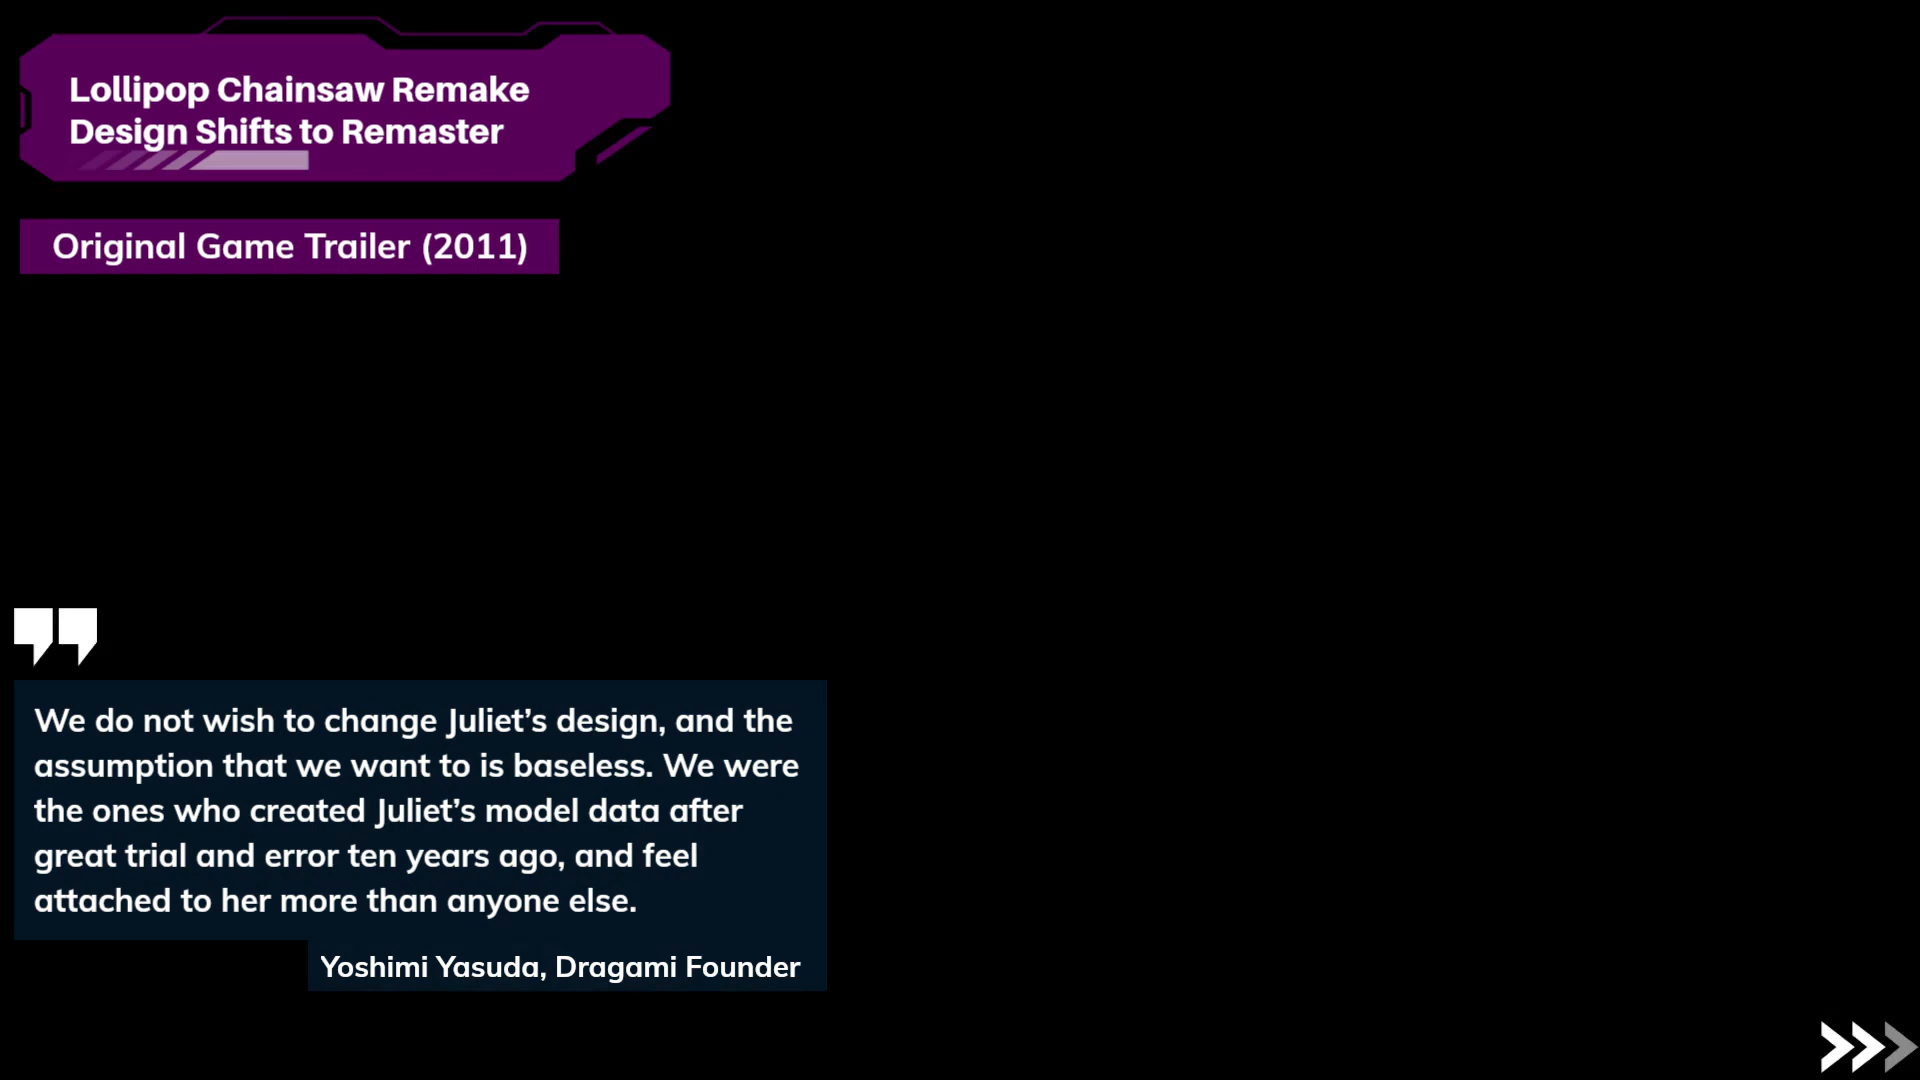 Lollipop Chainsaw Remake
Design Shifts to Remaster
Original Game Trailer (2011)
We do not wish to change Juliet’s design, and the
assumption that we want to is baseless. We were
the ones who created Juliet’s model data after
great trial and error ten years ago, and feel
attached to her more than anyone else.
Yoshimi Yasuda, Dragami Founder